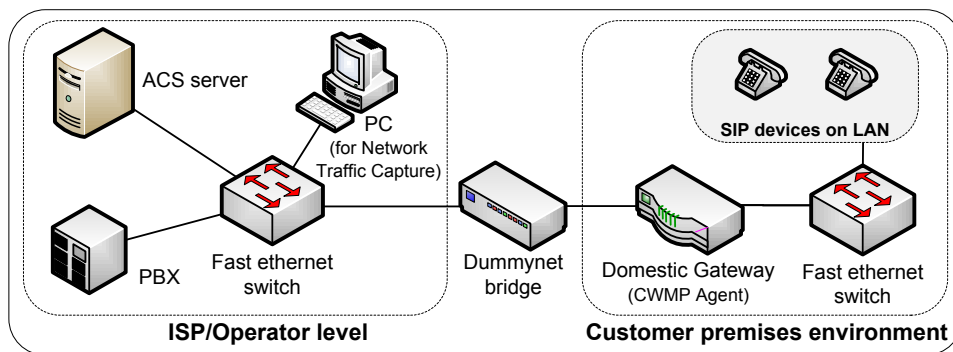 ACS server
PC
(for Network
Traffic Capture)
PBX
Fast ethernet
switch
ISP/Operator level
Dummynet
bridge
SIP devices on LAN
Domestic Gateway
(CWMP Agent)
Fast ethernet
switch
Customer premises environment